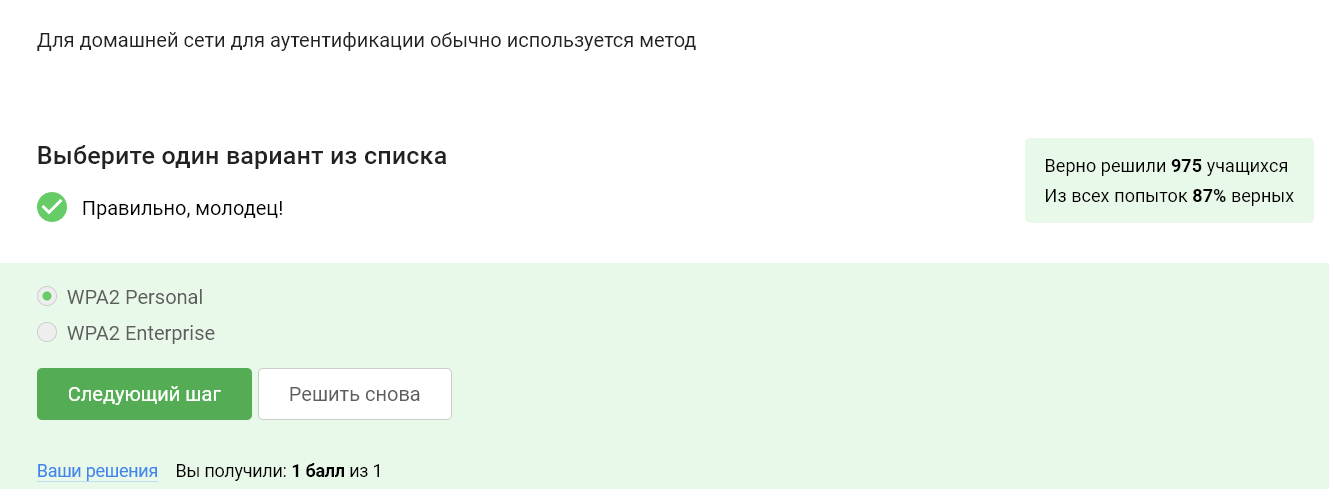 Для домашней сети для аутентификации обычно используется метод
Выберите один вариант из списка
Правильно, молодец!
Верно решили 975 учащихся
Из всех попыток 87% верных
WPA2 Personal
WPA2 Enterprise
Следующий шаг
Решить снова
Ваши решения Вы получили: 1 балл из 1